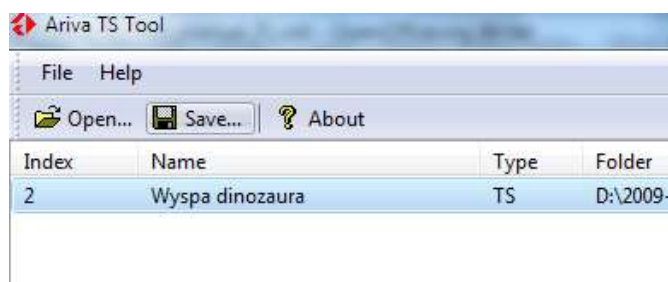 Ariva TS Tool
File Help
Open... Save... About
Index Name Type Folder
2 Wyspa dinozaura TS D:\2009-